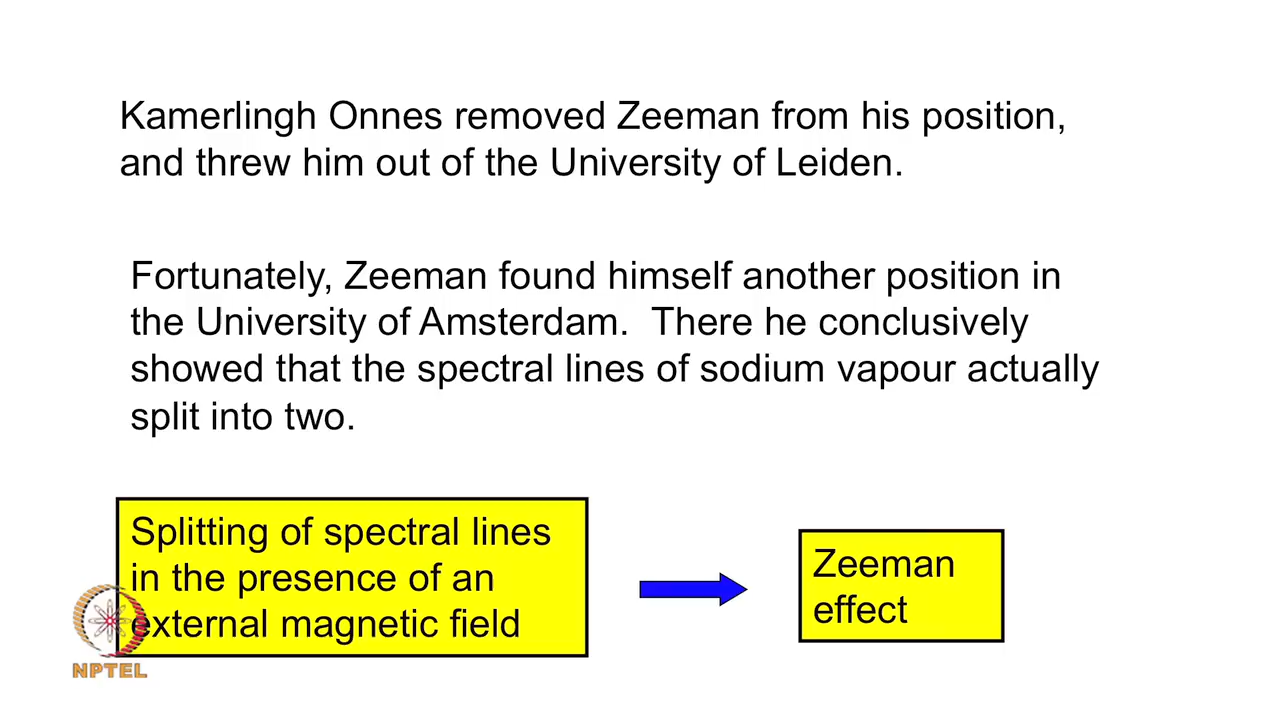 Kamerlingh Onnes removed Zeeman from his position,
and threw him out of the University of Leiden.
Fortunately, Zeeman found himself another position in
the University of Amsterdam.  There he conclusively
showed that the spectral lines of sodium vapour actually
split into two.
Splitting of spectral lines
in the presence of an
external magnetic field
Zeeman
effect
NPTEL